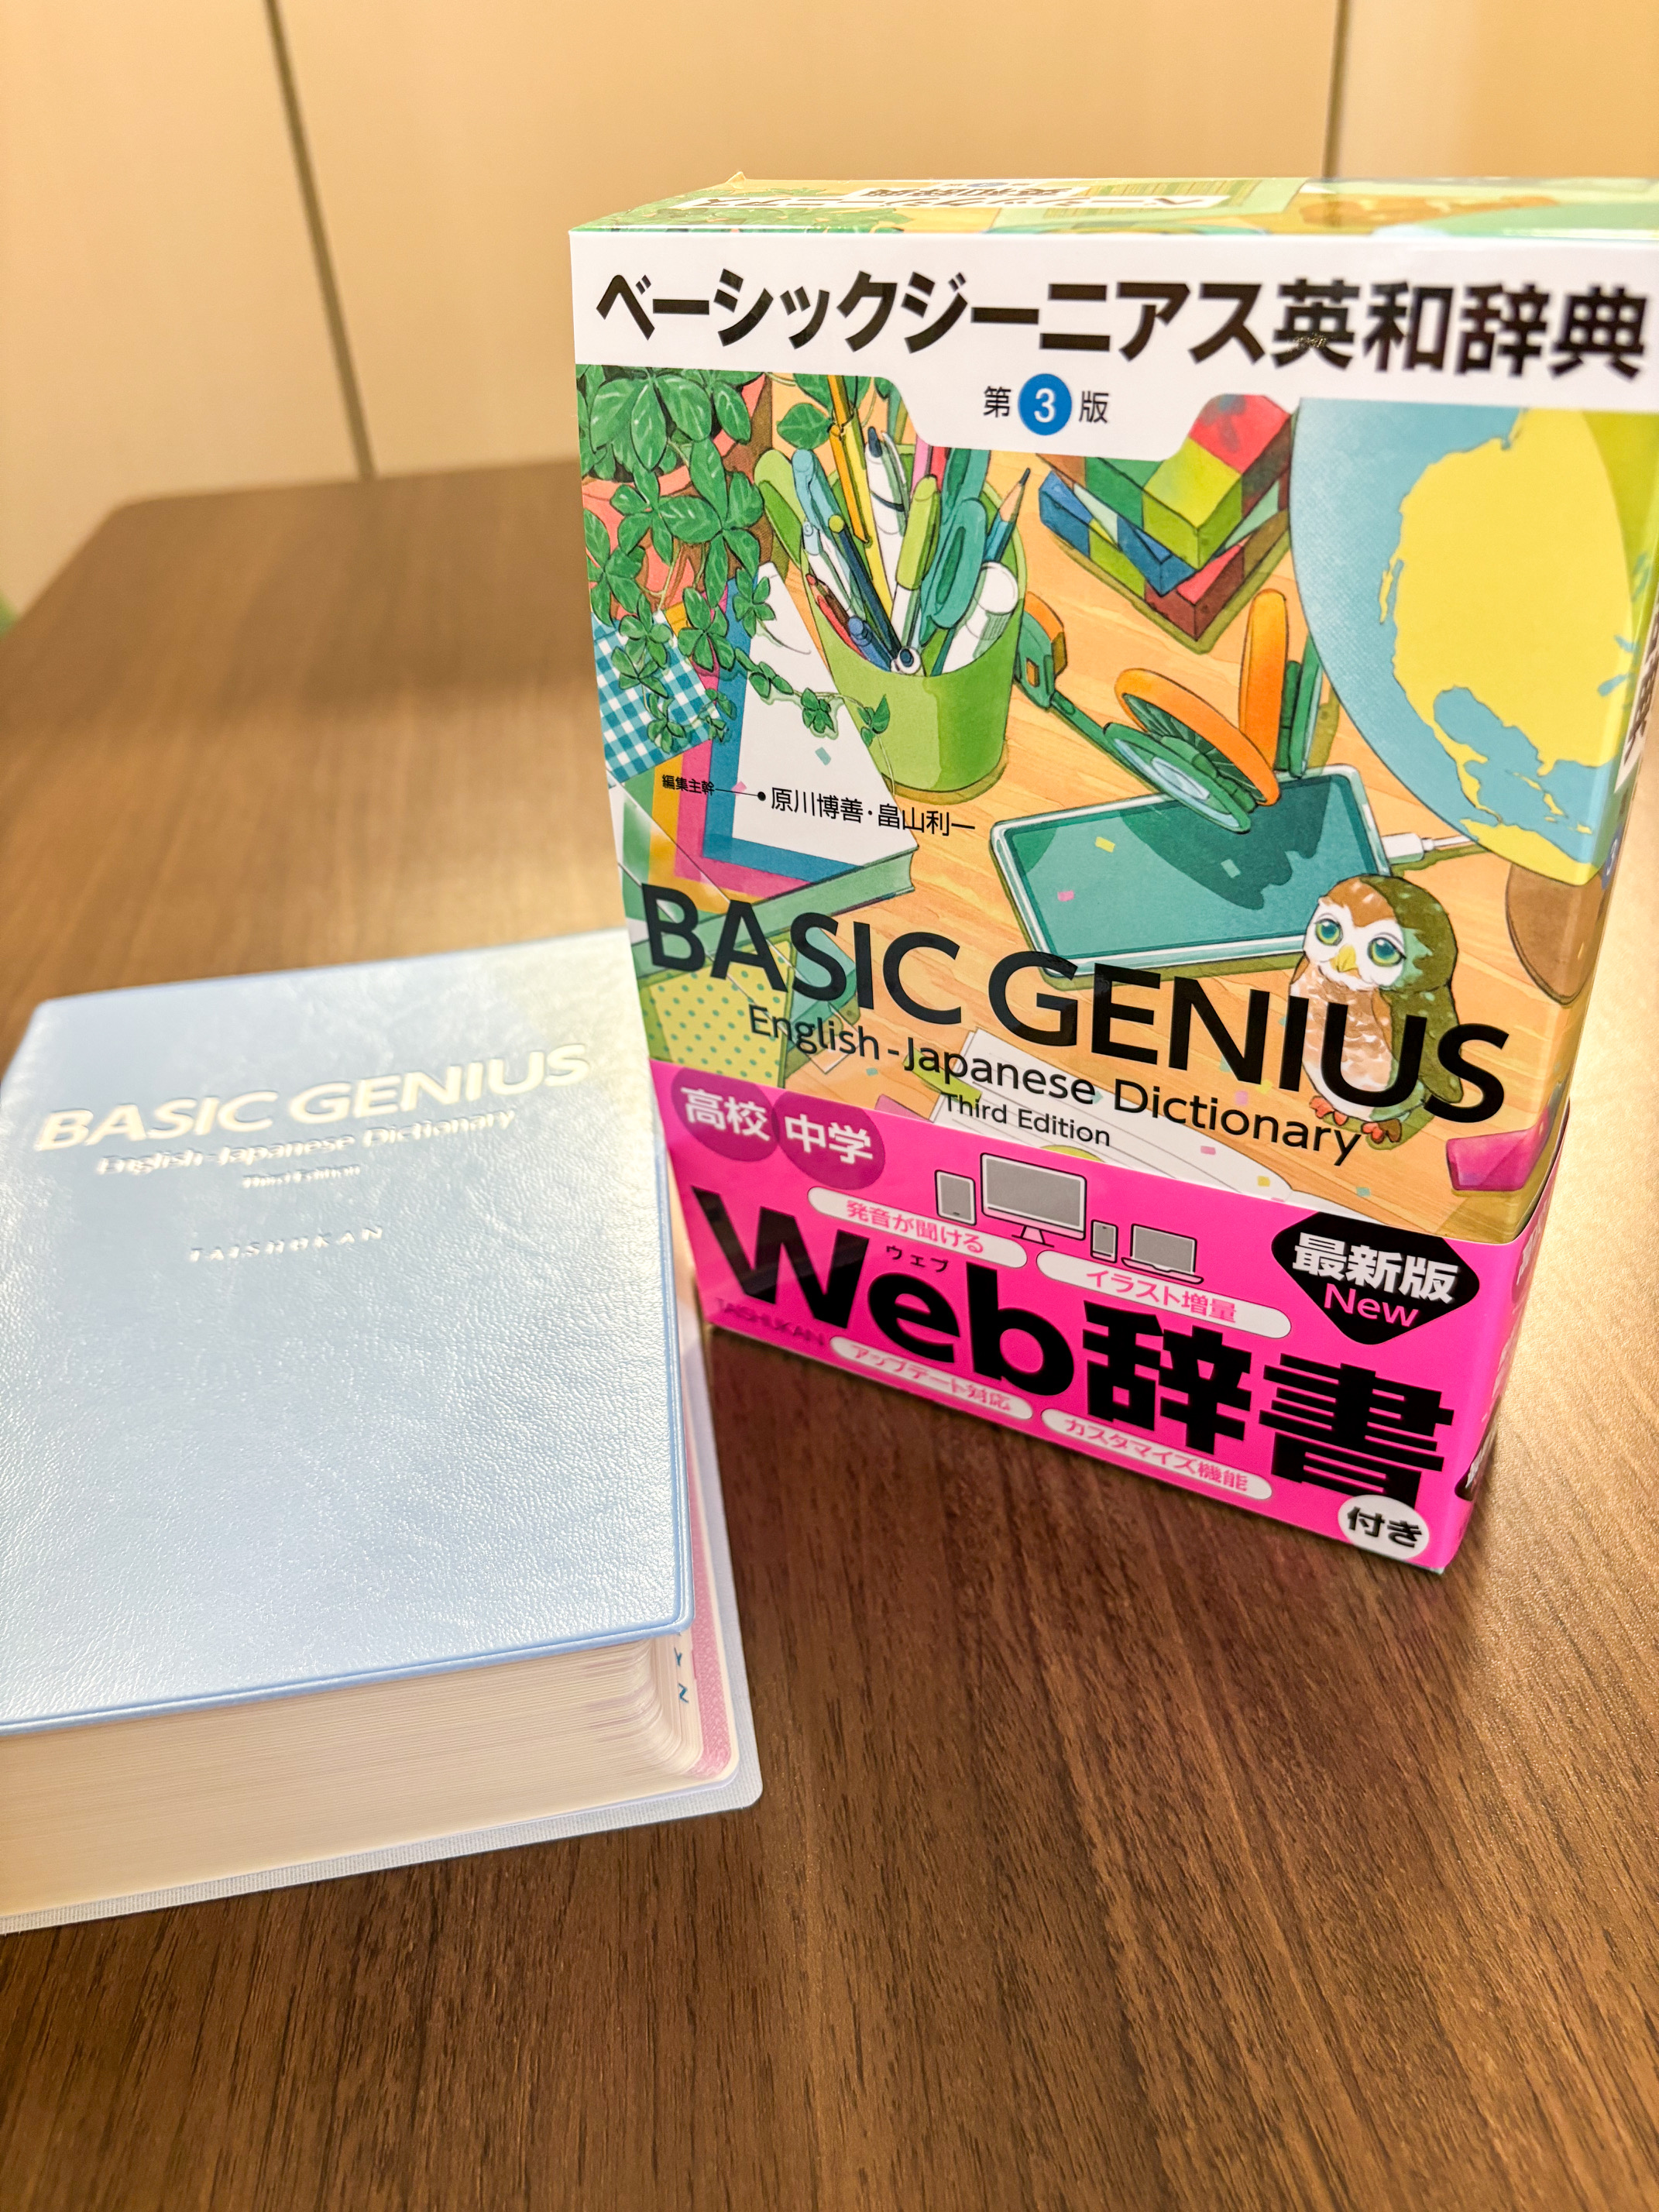 ベーシックジーニアス英和辞典
第3版
編集主幹 原川博善・畠山利一
BASIC GENIUS
English-Japanese Dictionary
Third Edition
高校 中学
発音が聞ける
イラスト増量
最新版
New
ウェブ
Web辞書
付き
TAISHUKAN
アップデート対応
カスタマイズ機能
BASIC GENIUS
English-Japanese Dictionary
Third Edition
TAISHUKAN
Y
Z